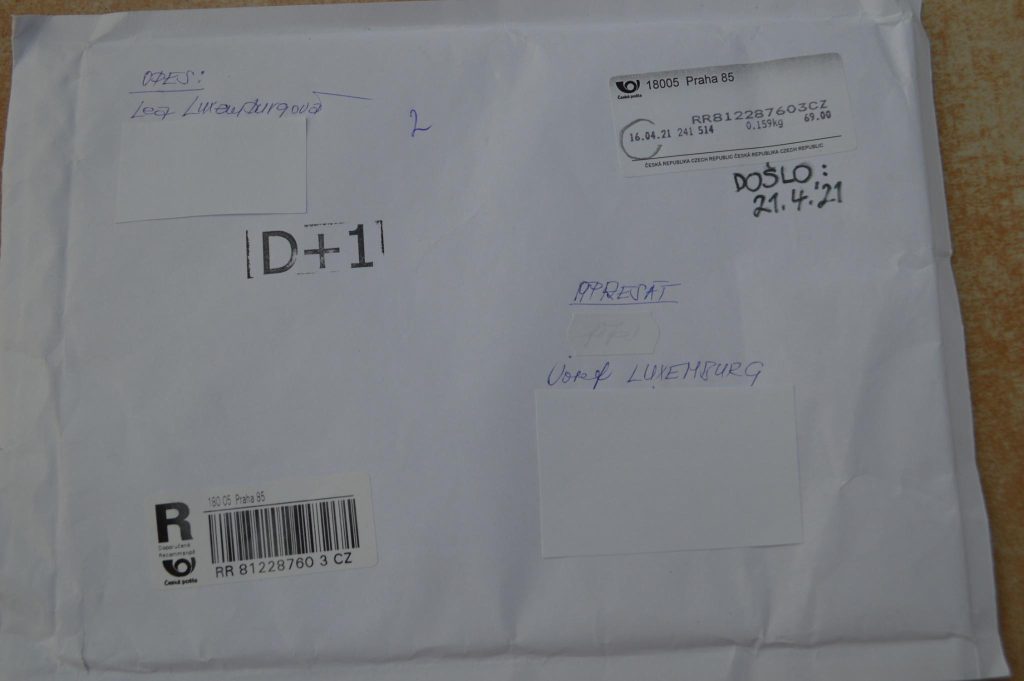 ODES:
Lea Luxemburgová
2
Česká pošta
18005 Praha 85
RR812287603CZ
16.04.21 241 514 0,159kg 69.00
ČESKÁ REPUBLIKA CZECH REPUBLIC ČESKÁ REPUBLIKA CZECH REPUBLIC
DOŠLO:
21.4.'21
D+1
LUXEMBURG
R
180 05 Praha 85
Doporučeně
Recommandé
Česká pošta
RR 81228760 3 CZ